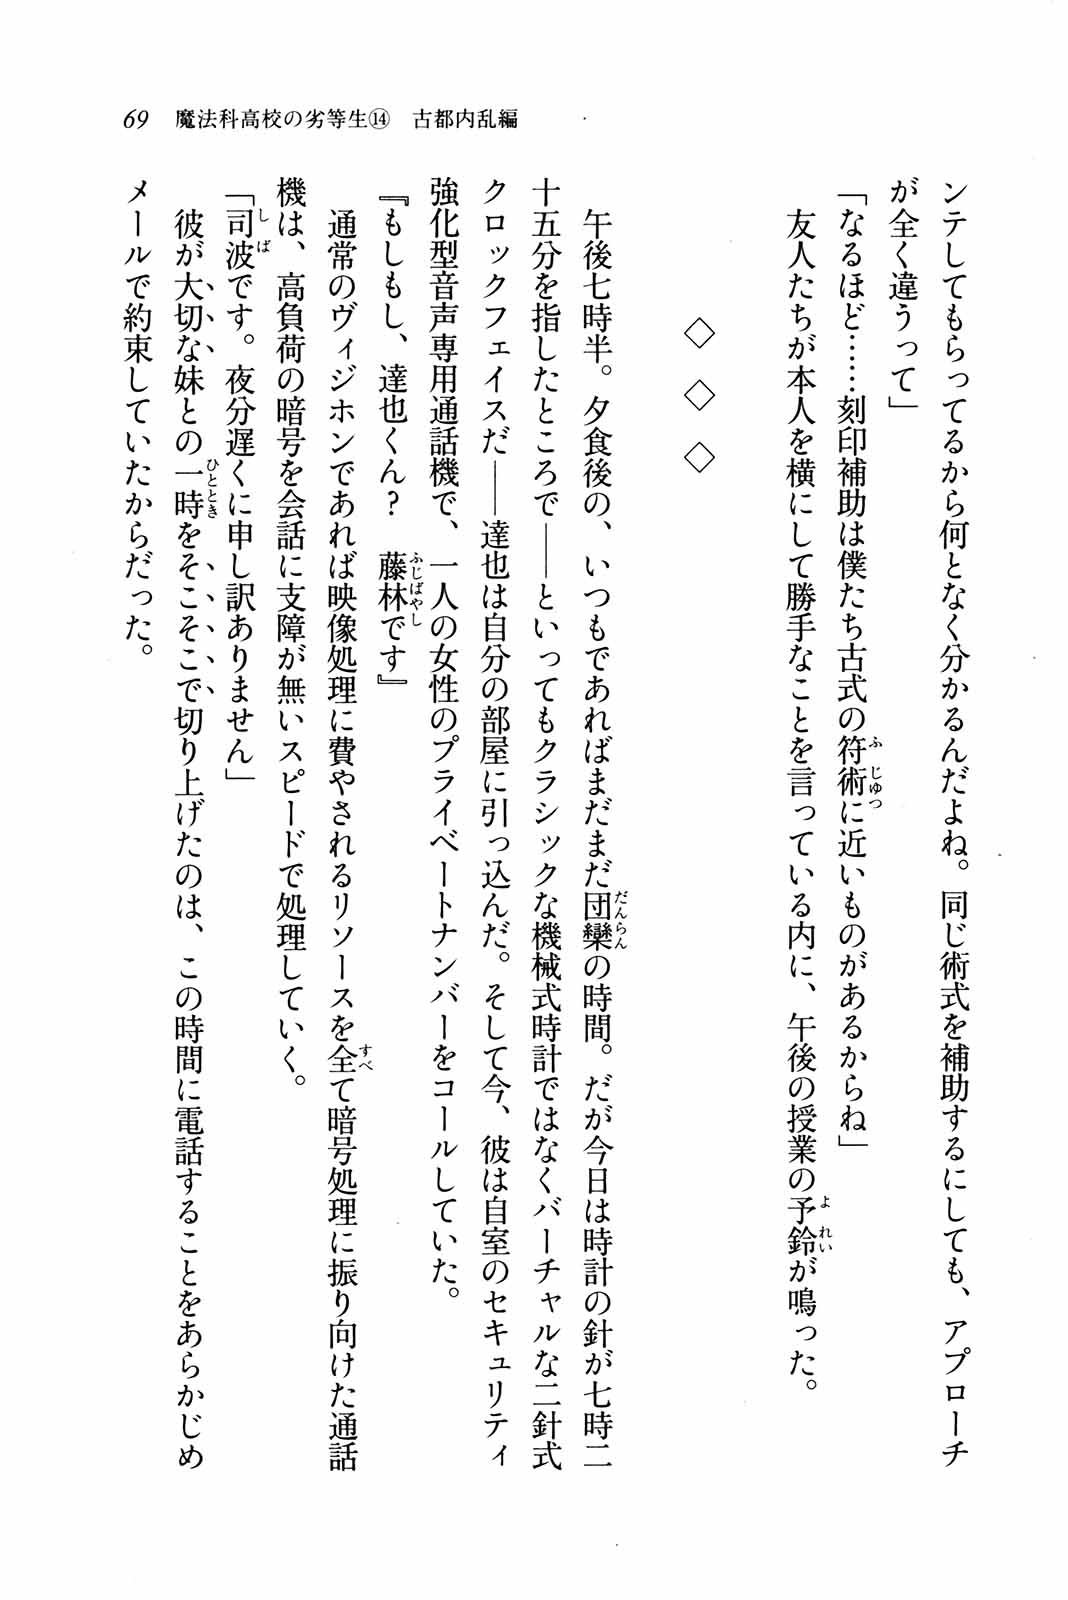 69　魔法科高校の劣等生⑭　古都内乱編
ンテしてもらってるから何となく分かるんだよね。同じ術式を補助するにしても、アプローチ
が全く違うって」
「なるほど……刻印補助は僕たち古式の符術に近いものがあるからね」
　友人たちが本人を横にして勝手なことを言っている内に、午後の授業の予鈴が鳴った。
◇　◇　◇
　午後七時半。夕食後の、いつもであればまだまだ団欒の時間。だが今日は時計の針が七時二
十五分を指したところで――といってもクラシックな機械式時計ではなくバーチャルな二針式
クロックフェイスだ――達也は自分の部屋に引っ込んだ。そして今、彼は自室のセキュリティ
強化型音声専用通話機で、一人の女性のプライベートナンバーをコールしていた。
『もしもし、達也くん？　藤林です』
　通常のヴィジホンであれば映像処理に費やされるリソースを全て暗号処理に振り向けた通話
機は、高負荷の暗号を会話に支障が無いスピードで処理していく。
「司波です。夜分遅くに申し訳ありません」
　彼が大切な妹との一時をそこそこで切り上げたのは、この時間に電話することをあらかじめ
メールで約束していたからだった。